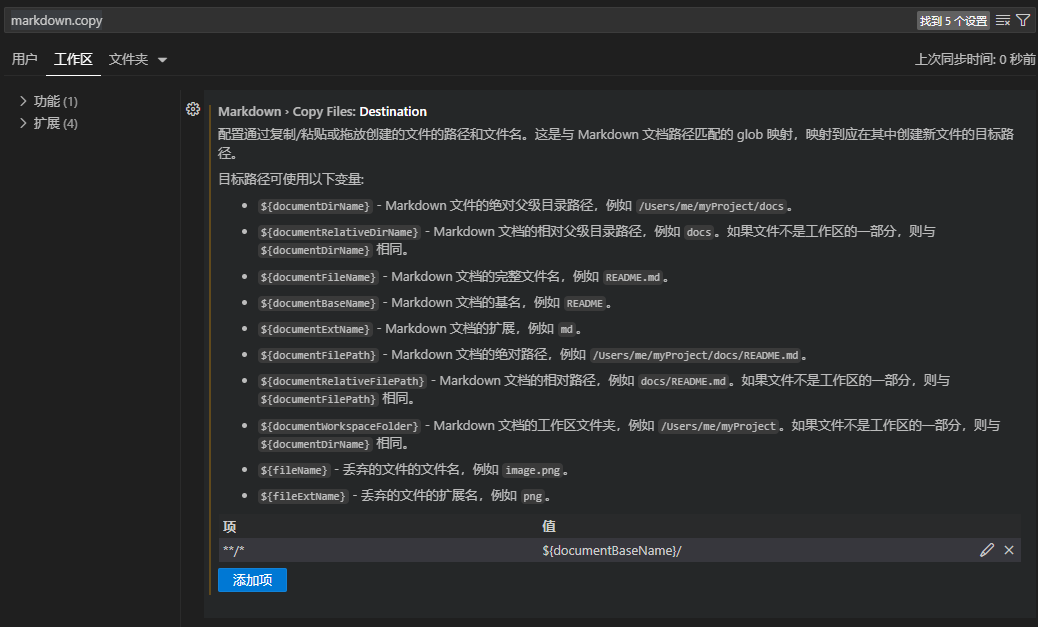 markdown.copy
找到 5 个设置
用户 工作区 文件夹
上次同步时间: 0 秒前
功能 (1)
扩展 (4)
Markdown › Copy Files: Destination
配置通过复制/粘贴或拖放创建的文件的路径和文件名。这是与 Markdown 文档路径匹配的 glob 映射，映射到应在其中创建新文件的目标路
径。
目标路径可使用以下变量:
• ${documentDirName} - Markdown 文件的绝对父级目录路径，例如 /Users/me/myProject/docs。
• ${documentRelativeDirName} - Markdown 文档的相对父级目录路径，例如 docs。如果文件不是工作区的一部分，则与
${documentDirName} 相同。
• ${documentFileName} - Markdown 文档的完整文件名，例如 README.md。
• ${documentBaseName} - Markdown 文档的基名，例如 README。
• ${documentExtName} - Markdown 文档的扩展，例如 md。
• ${documentFilePath} - Markdown 文档的绝对路径，例如 /Users/me/myProject/docs/README.md。
• ${documentRelativeFilePath} - Markdown 文档的相对路径，例如 docs/README.md。如果文件不是工作区的一部分，则与
${documentFilePath} 相同。
• ${documentWorkspaceFolder} - Markdown 文档的工作区文件夹，例如 /Users/me/myProject。如果文件不是工作区的一部分，则与
${documentDirName} 相同。
• ${fileName} - 丢弃的文件的文件名，例如 image.png。
• ${fileExtName} - 丢弃的文件的扩展名，例如 png。
项 值
**/* ${documentBaseName}/
添加项